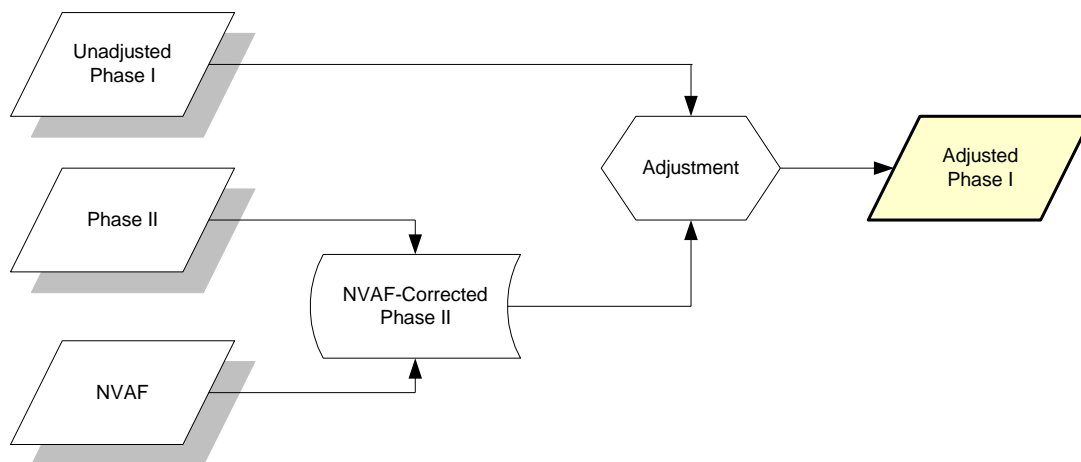 Unadjusted
Phase I
Adjustment
Adjusted
Phase I
Phase II
NVAF-Corrected
Phase II
NVAF